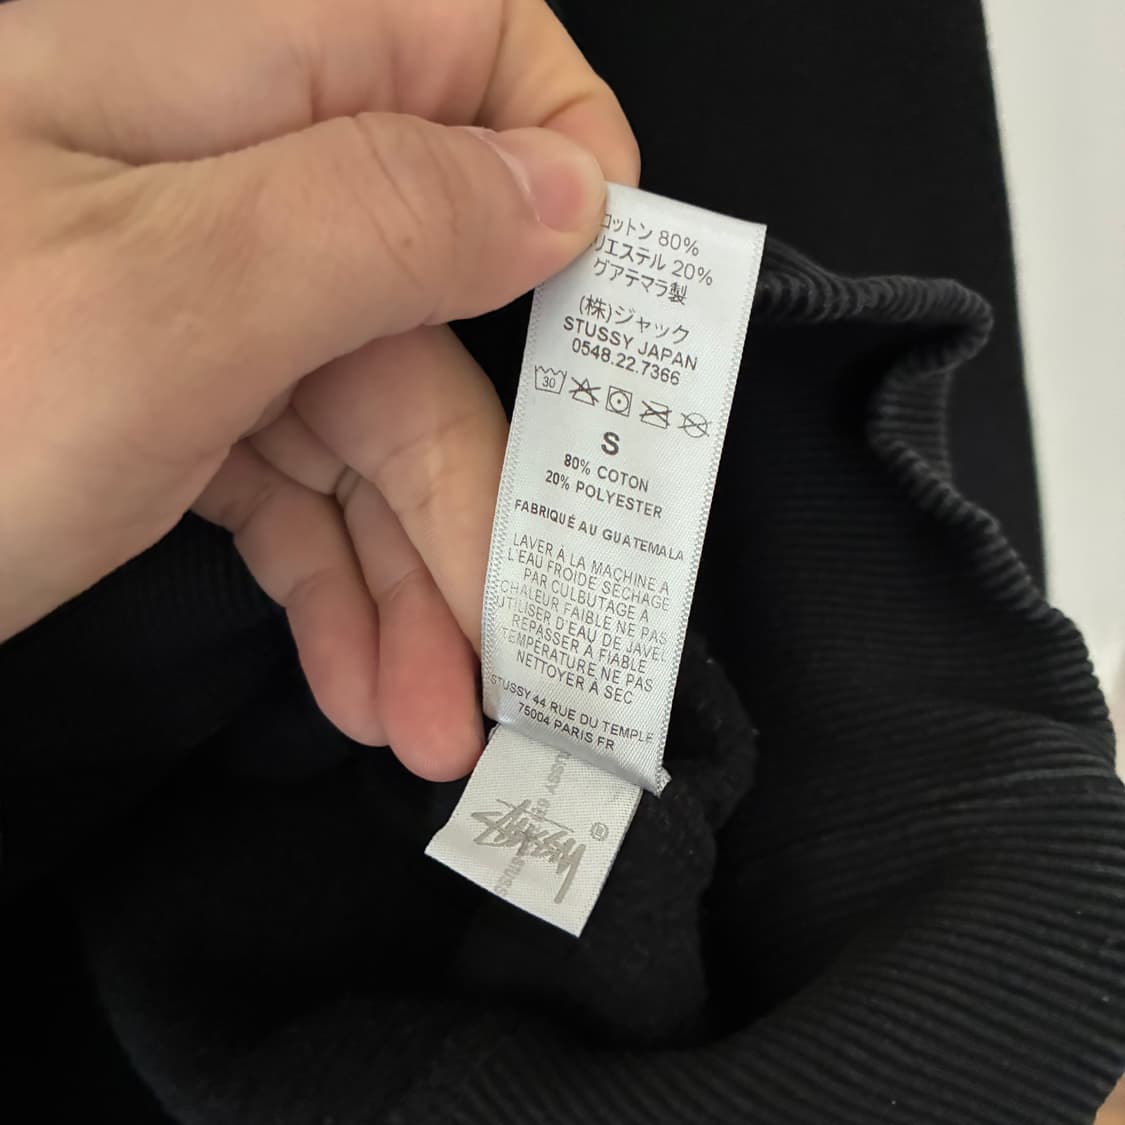 コットン 80%
リエステル 20%
グアテマラ製
(株)ジャック
STUSSY JAPAN
0548.22.7366
30
S
80% COTON
20% POLYESTER
FABRIQUÉ AU GUATEMALA
LAVER À LA MACHINE A
L'EAU FROIDE SÉCHAGE
PAR CULBUTAGE À
CHALEUR FAIBLE NE PAS
UTILISER D'EAU DE JAVEL
REPASSER À FIABLE
TEMPÉRATURE NE PAS
NETTOYER À SEC
STUSSY 44 RUE DU TEMPLE
75004 PARIS FR
Stüssy ®